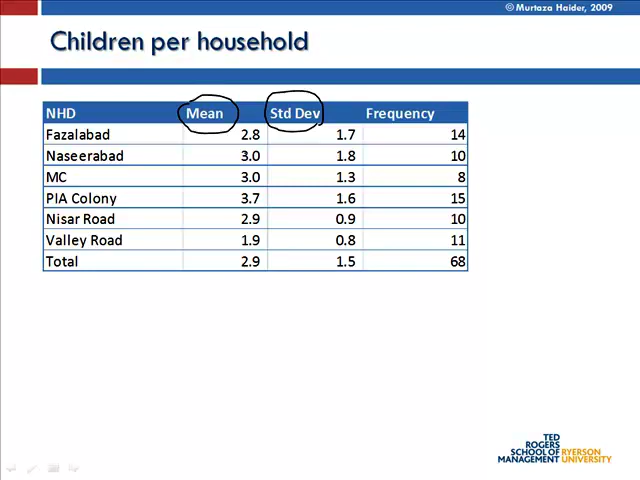 © Murtaza Haider, 2009
Children per household
NHD Mean Std Dev Frequency
Fazalabad 2.8 1.7 14
Naseerabad 3.0 1.8 10
MC 3.0 1.3 8
PIA Colony 3.7 1.6 15
Nisar Road 2.9 0.9 10
Valley Road 1.9 0.8 11
Total 2.9 1.5 68
TED
ROGERS
SCHOOL OF RYERSON
MANAGEMENT UNIVERSITY